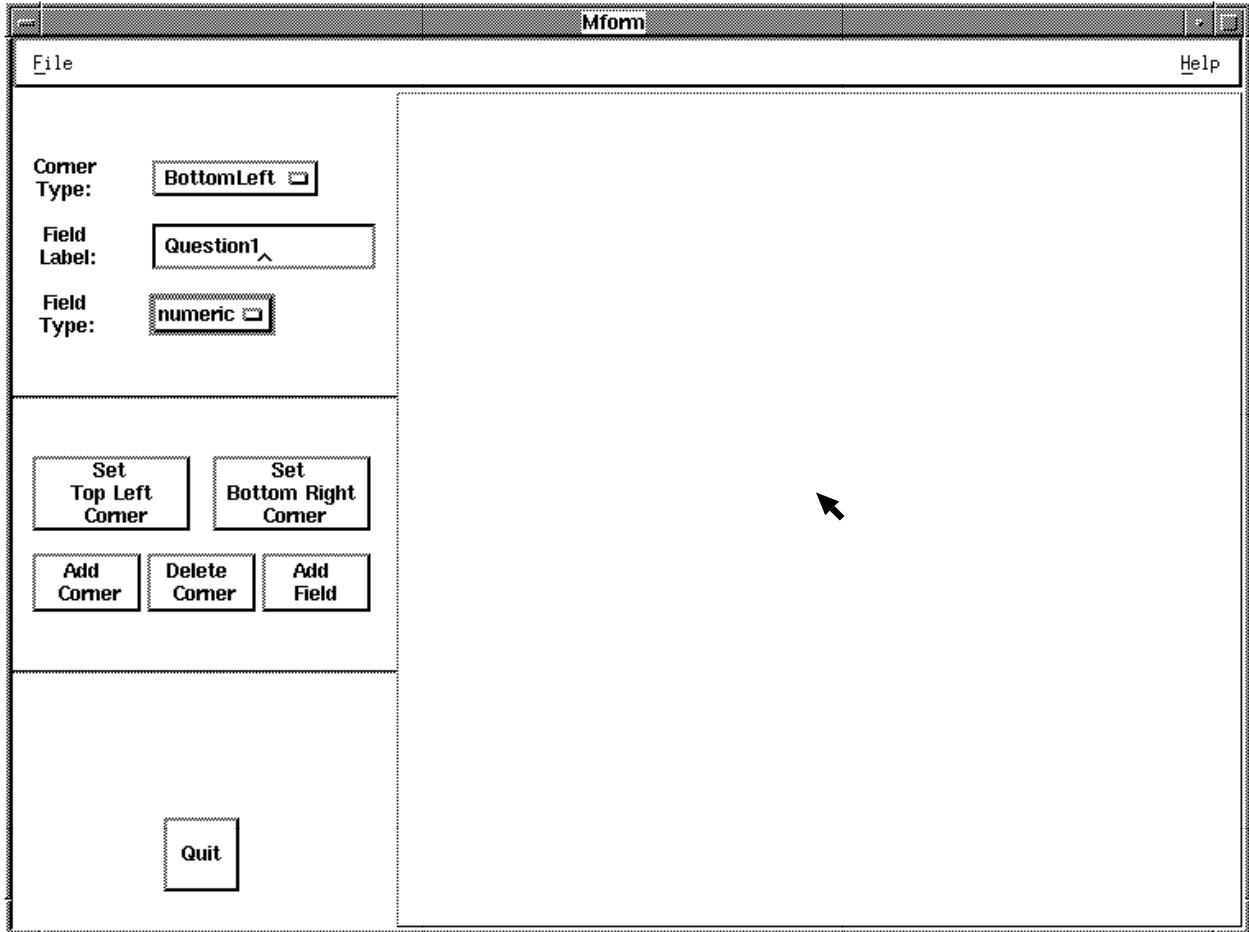 Mform
File Help
Corner
Type:
BottomLeft
Field
Label:
Question1
Field
Type:
numeric
Set
Top Left
Corner
Set
Bottom Right
Corner
Add
Corner
Delete
Corner
Add
Field
Quit